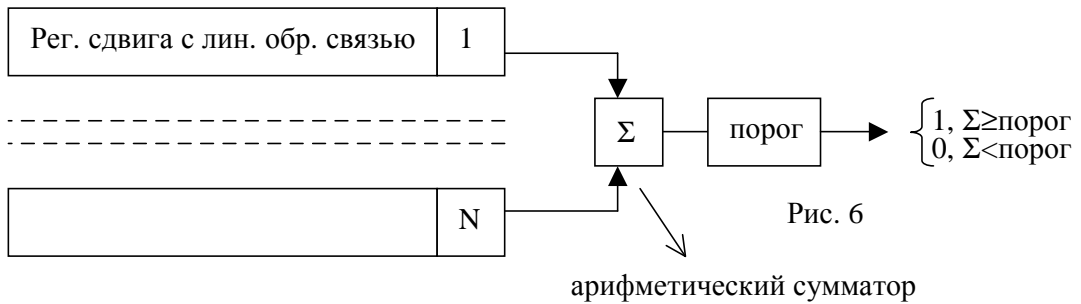 Рег. сдвига с лин. обр. связью 1
Σ
порог
1, Σ≥порог
0, Σ<порог
N
Рис. 6
арифметический сумматор